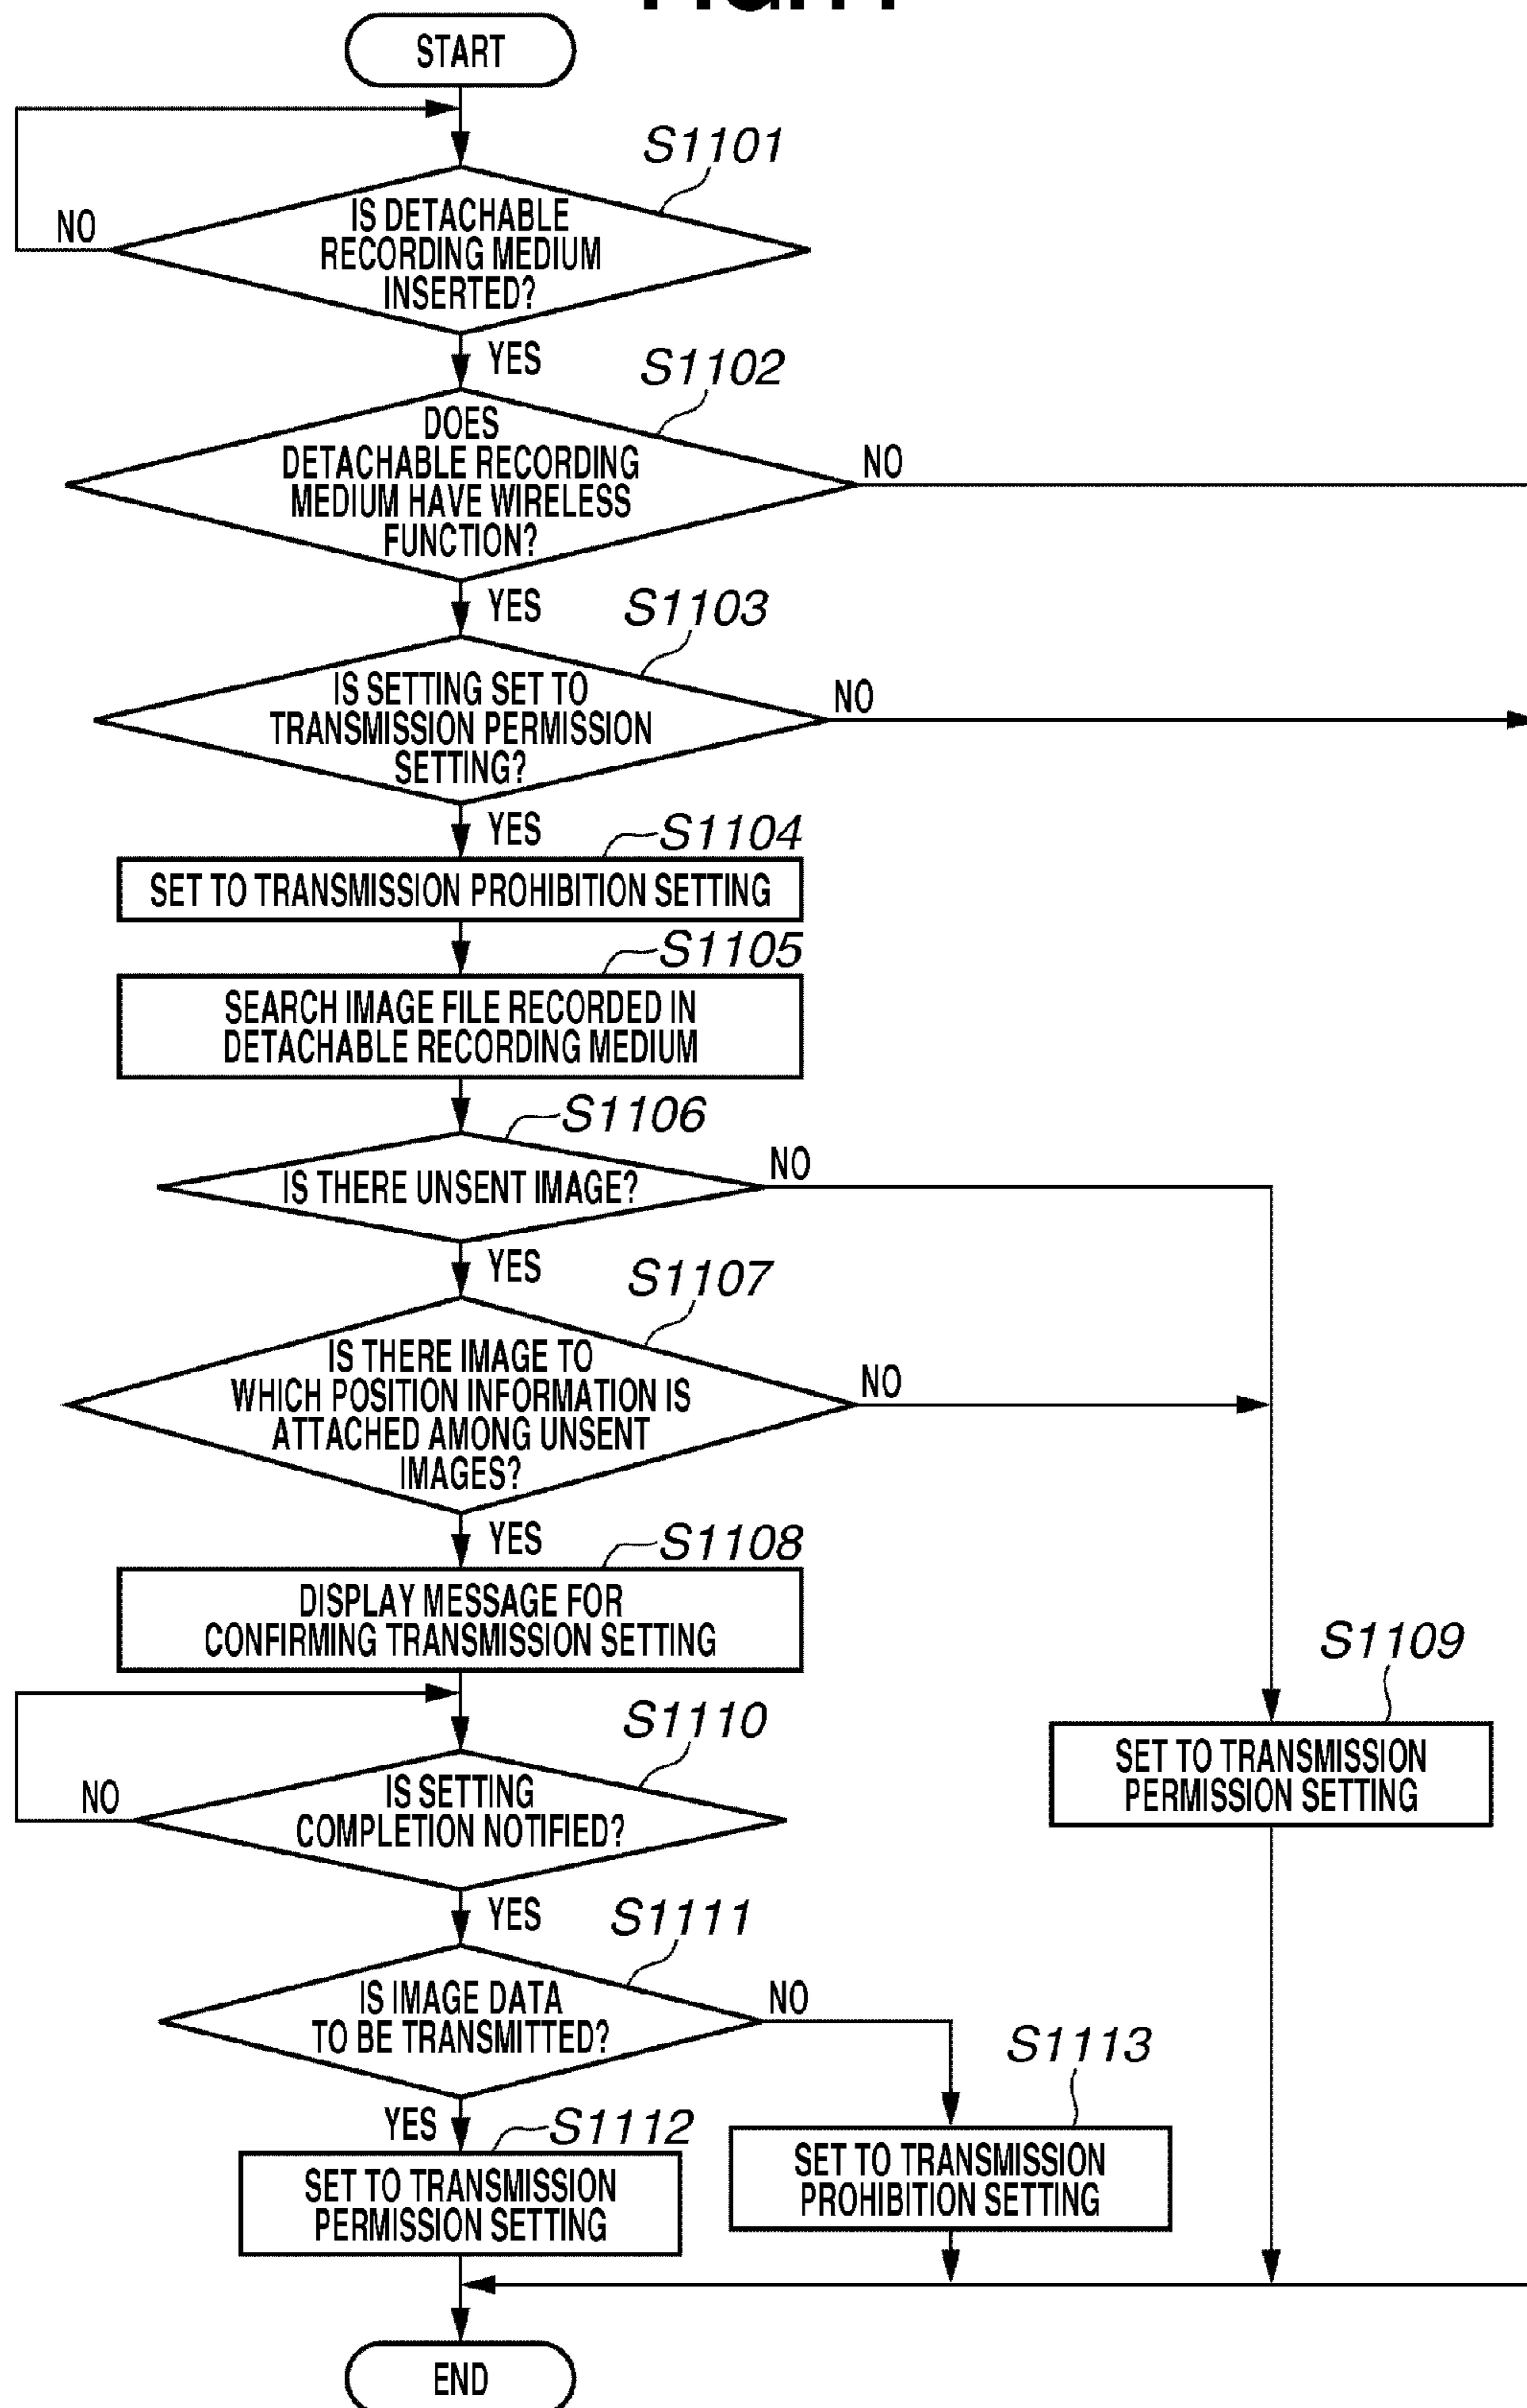 START
S1101
IS DETACHABLE
RECORDING MEDIUM
INSERTED?
NO
YES
S1102
DOES
DETACHABLE RECORDING
MEDIUM HAVE WIRELESS
FUNCTION?
NO
YES
S1103
IS SETTING SET TO
TRANSMISSION PERMISSION
SETTING?
NO
YES
S1104
SET TO TRANSMISSION PROHIBITION SETTING
S1105
SEARCH IMAGE FILE RECORDED IN
DETACHABLE RECORDING MEDIUM
S1106
IS THERE UNSENT IMAGE?
NO
YES
S1107
IS THERE IMAGE TO
WHICH POSITION INFORMATION IS
ATTACHED AMONG UNSENT
IMAGES?
NO
YES
S1108
DISPLAY MESSAGE FOR
CONFIRMING TRANSMISSION SETTING
S1109
SET TO TRANSMISSION
PERMISSION SETTING
S1110
IS SETTING
COMPLETION NOTIFIED?
NO
YES
S1111
IS IMAGE DATA
TO BE TRANSMITTED?
NO
YES
S1112
SET TO TRANSMISSION
PERMISSION SETTING
S1113
SET TO TRANSMISSION
PROHIBITION SETTING
END